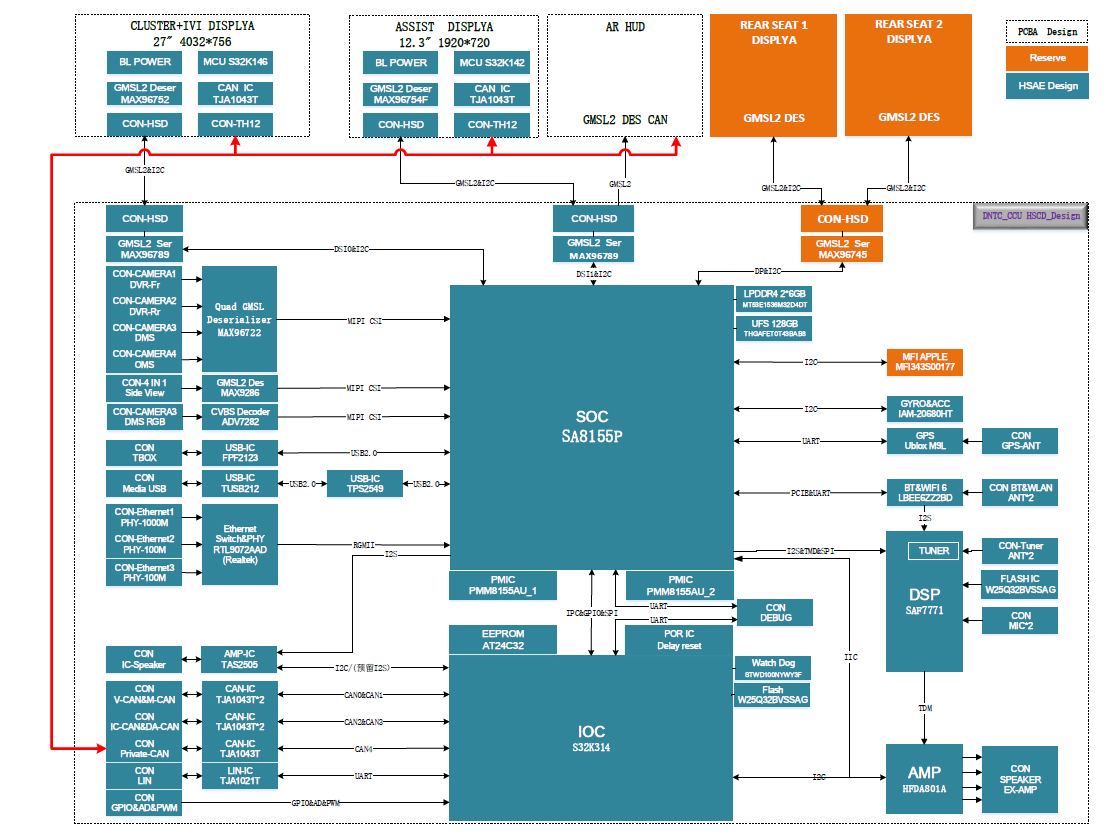 CLUSTER+IVI DISPLYA
27″ 4032*756
BL POWER
MCU S32K146
GMSL2 Deser
MAX96752
CAN IC
TJA1043T
CON-HSD
CON-TH12
ASSIST DISPLYA
12.3″ 1920*720
BL POWER
MCU S32K142
GMSL2 Deser
MAX96754F
CAN IC
TJA1043T
CON-HSD
CON-TH12
AR HUD
GMSL2 DES CAN
REAR SEAT 1
DISPLYA
GMSL2 DES
REAR SEAT 2
DISPLYA
GMSL2 DES
PCBA Design
Reserve
HSAE Design
GMSL2&I2C
GMSL2&I2C
GMSL2
GMSL2&I2C
GMSL2&I2C
DNTC_CCU HSCD_Design
CON-HSD
GMSL2 Ser
MAX96789
DSI0&I2C
CON-HSD
GMSL2 Ser
MAX96789
DSI1&I2C
CON-HSD
GMSL2 Ser
MAX96745
DP&I2C
CON-CAMERA1
DVR-Fr
CON-CAMERA2
DVR-Rr
CON-CAMERA3
DMS
CON-CAMERA4
OMS
Quad GMSL
Deserializer
MAX96722
MIPI CSI
CON-4 IN 1
Side View
GMSL2 Des
MAX9286
MIPI CSI
CON-CAMERA3
DMS RGB
CVBS Decoder
ADV7282
MIPI CSI
CON
TBOX
USB-IC
FPF2123
USB2.0
CON
Media USB
USB-IC
TUSB212
USB2.0
USB-IC
TPS2549
USB2.0
CON-Ethernet1
PHY-1000M
CON-Ethernet2
PHY-100M
CON-Ethernet3
PHY-100M
Ethernet
Switch&PHY
RTL9072AAD
(Realtek)
RGMII
I2S
SOC
SA8155P
LPDDR4 2*6GB
MT53E1536M32D4DT
UFS 128GB
THGAFET0T43BAB8
I2C
MFI APPLE
MFI343S00177
I2C
GYRO&ACC
IAM-20680HT
UART
GPS
Ublox M9L
CON
GPS-ANT
PCIE&UART
BT&WIFI 6
LBEE6ZZ2BD
CON BT&WLAN
ANT*2
I2S
I2S&TMD&SPI
TUNER
DSP
SAF7771
CON-Tuner
ANT*2
FLASH IC
W25Q32BVSSAG
CON
MIC*2
PMIC
PMM8155AU_1
PMIC
PMM8155AU_2
IPC&GPIO&SPI
UART
UART
CON
DEBUG
EEPROM
AT24C32
POR IC
Delay reset
Watch Dog
STWD100NYWY3F
Flash
W25Q32BVSSAG
IIC
TDM
CON
IC-Speaker
AMP-IC
TAS2505
I2C/(预留I2S)
CON
V-CAN&M-CAN
CAN-IC
TJA1043T*2
CAN0&CAN1
CON
IC-CAN&DA-CAN
CAN-IC
TJA1043T*2
CAN2&CAN3
CON
Private-CAN
CAN-IC
TJA1043T
CAN4
CON
LIN
LIN-IC
TJA1021T
UART
CON
GPIO&AD&PWM
GPIO&AD&PWM
IOC
S32K314
I2C
AMP
HFDA801A
CON
SPEAKER
EX-AMP